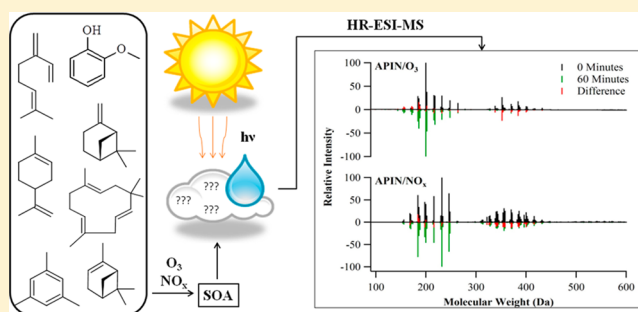 OH
O
O₃
NOₓ
SOA
???
???
???
hν
HR-ESI-MS
APIN/O₃
0 Minutes
60 Minutes
Difference
100
50
0
-50
-100
APIN/NOₓ
100
50
0
-50
-100
Relative Intensity
100 200 300 400 500 600
Molecular Weight (Da)